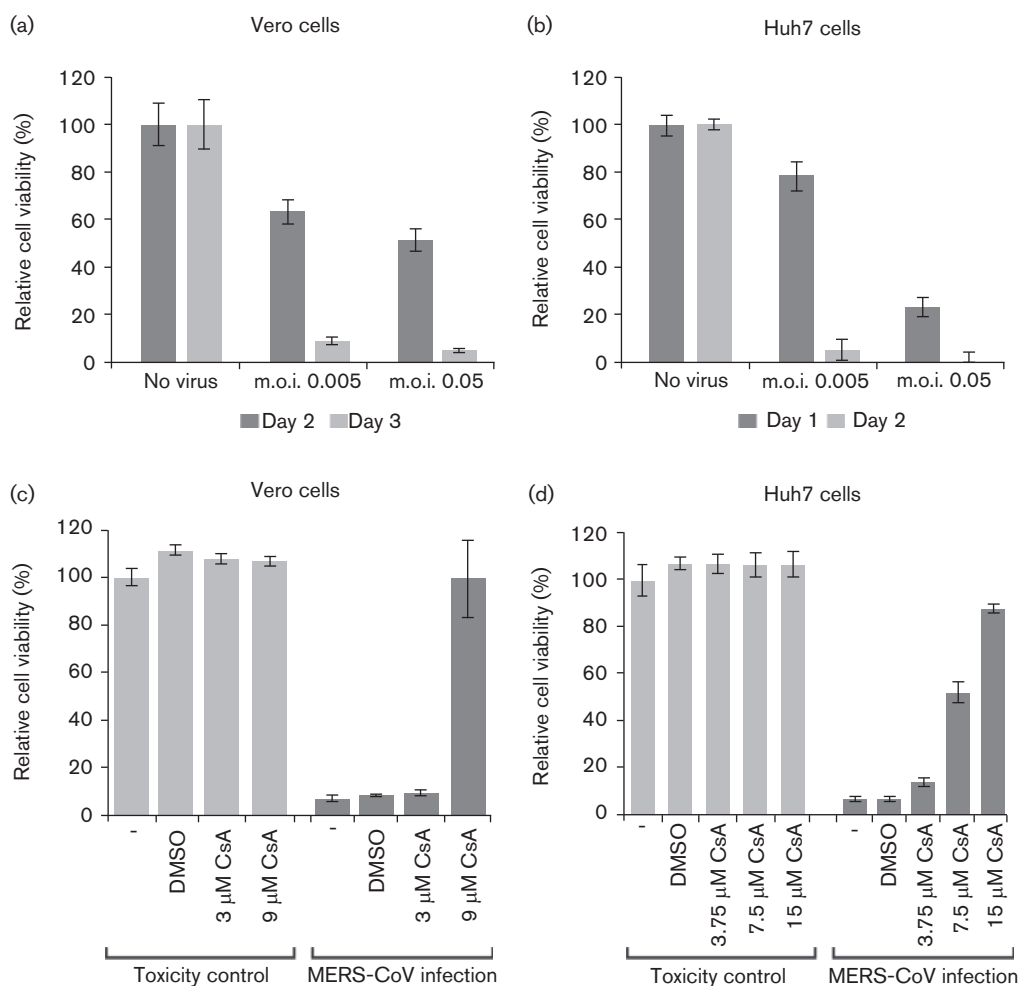 (a)
Vero cells
Relative cell viability (%)
120
100
80
60
40
20
0
No virus
m.o.i. 0.005
m.o.i. 0.05
Day 2
Day 3
(b)
Huh7 cells
Relative cell viability (%)
120
100
80
60
40
20
0
No virus
m.o.i. 0.005
m.o.i. 0.05
Day 1
Day 2
(c)
Vero cells
Relative cell viability (%)
120
100
80
60
40
20
0
-
DMSO
3 µM CsA
9 µM CsA
-
DMSO
3 µM CsA
9 µM CsA
Toxicity control
MERS-CoV infection
(d)
Huh7 cells
Relative cell viability (%)
120
100
80
60
40
20
0
-
DMSO
3.75 µM CsA
7.5 µM CsA
15 µM CsA
-
DMSO
3.75 µM CsA
7.5 µM CsA
15 µM CsA
Toxicity control
MERS-CoV infection